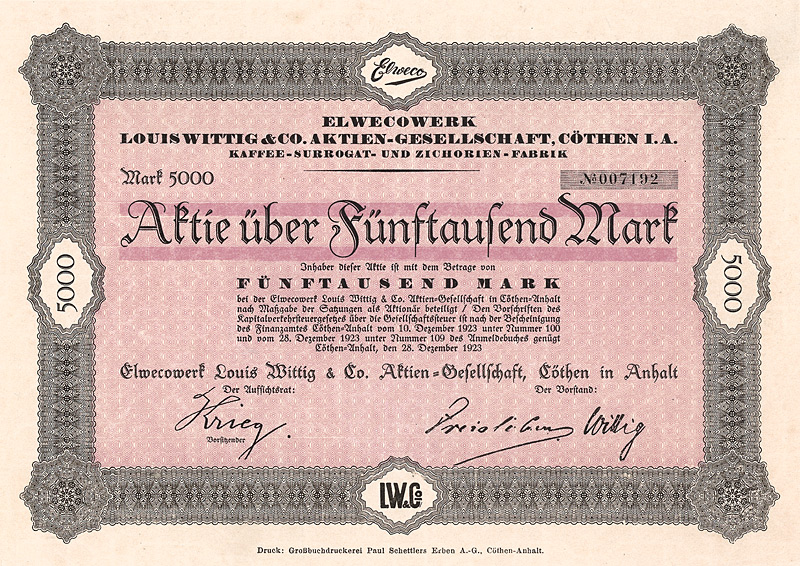 Elweco
ELWECOWERK
LOUIS WITTIG & CO. AKTIEN-GESELLSCHAFT, CÖTHEN I. A.
KAFFEE-SURROGAT- UND ZICHORIEN-FABRIK
Mark 5000
№ 007192
Aktie über Fünftausend Mark
Inhaber dieser Aktie ist mit dem Betrage von
FÜNFTAUSEND MARK
bei der Elwecowerk Louis Wittig & Co. Aktien-Gesellschaft in Cöthen-Anhalt
nach Maßgabe der Satzungen als Aktionär beteiligt / Den Vorschriften des
Kapitalverkehrsteuergesetzes über die Gesellschaftsteuer ist nach der Bescheinigung
des Finanzamtes Cöthen-Anhalt vom 10. Dezember 1923 unter Nummer 100
und vom 28. Dezember 1923 unter Nummer 109 des Anmeldebuches genügt
Cöthen-Anhalt, den 28. Dezember 1923
Elwecowerk Louis Wittig & Co. Aktien-Gesellschaft, Cöthen in Anhalt
Der Aufsichtsrat:
Der Vorstand:
Krieg.
Vorsitzender
Wittig
5000
5000
L.W.&Co
Druck: Großbuchdruckerei Paul Schettlers Erben A.-G., Cöthen-Anhalt.